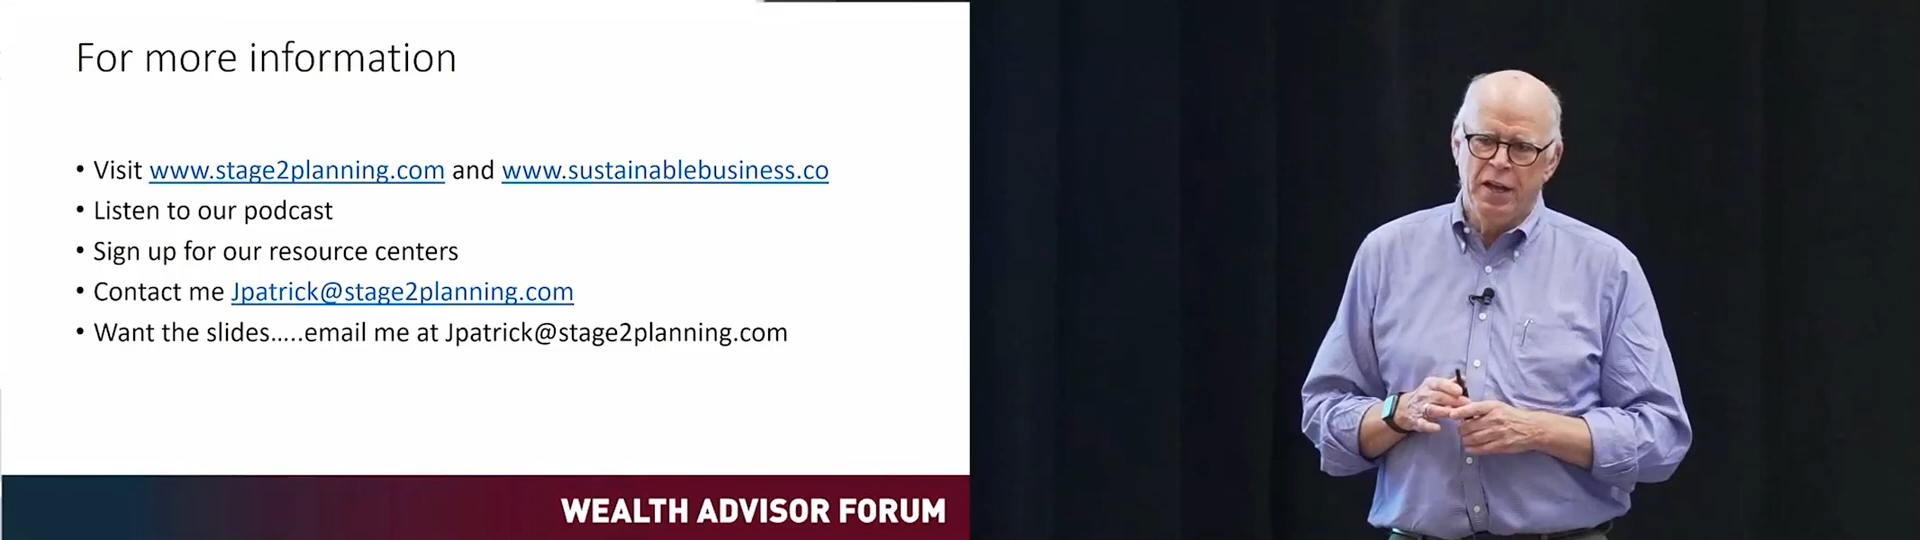 For more information
• Visit www.stage2planning.com and www.sustainablebusiness.co
• Listen to our podcast
• Sign up for our resource centers
• Contact me Jpatrick@stage2planning.com
• Want the slides.....email me at Jpatrick@stage2planning.com
WEALTH ADVISOR FORUM